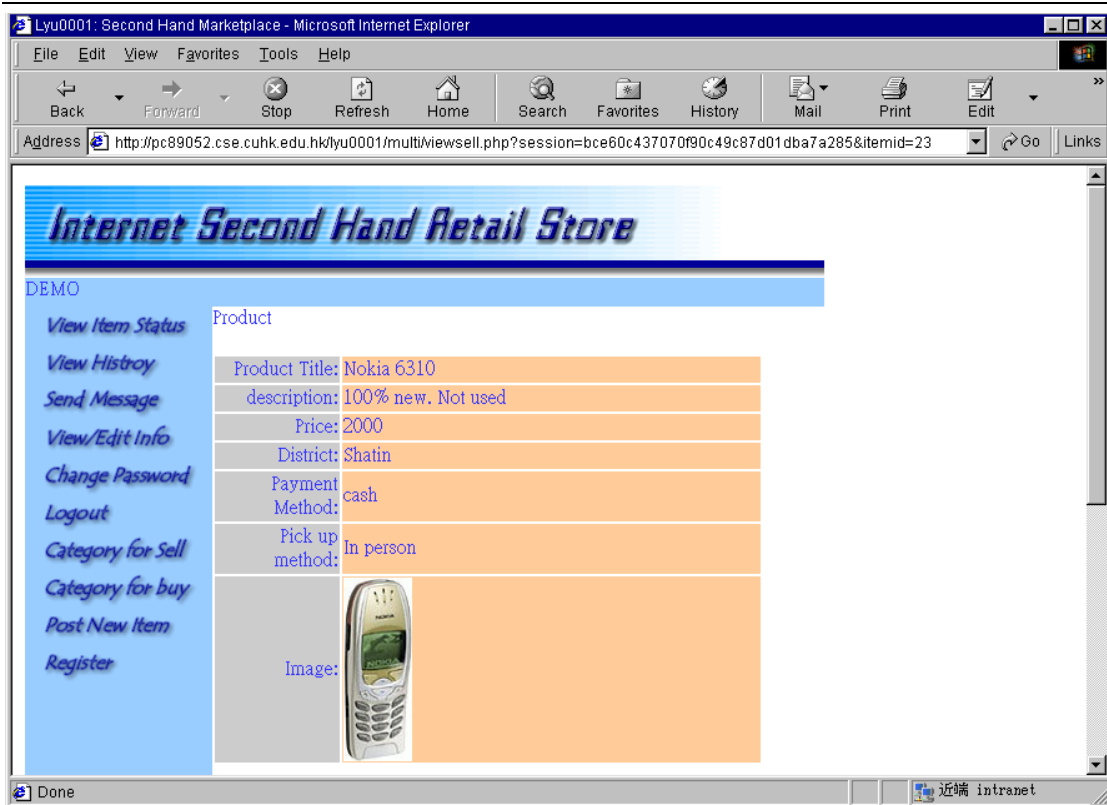 Lyu0001: Second Hand Marketplace - Microsoft Internet Explorer
File Edit View Favorites Tools Help
Back Forward Stop Refresh Home Search Favorites History Mail Print Edit »
Address http://pc89052.cse.cuhk.edu.hk/lyu0001/multi/viewsell.php?session=bce60c437070f90c49c87d01dba7a285&itemid=23 Go Links
Internet Second Hand Retail Store
DEMO
View Item Status
View Histroy
Send Message
View/Edit Info
Change Password
Logout
Category for Sell
Category for buy
Post New Item
Register
Product
Product Title: Nokia 6310
description: 100% new. Not used
Price: 2000
District: Shatin
Payment
Method: cash
Pick up
method: In person
Image:
NOKIA
NOKIA
Done 近端 intranet